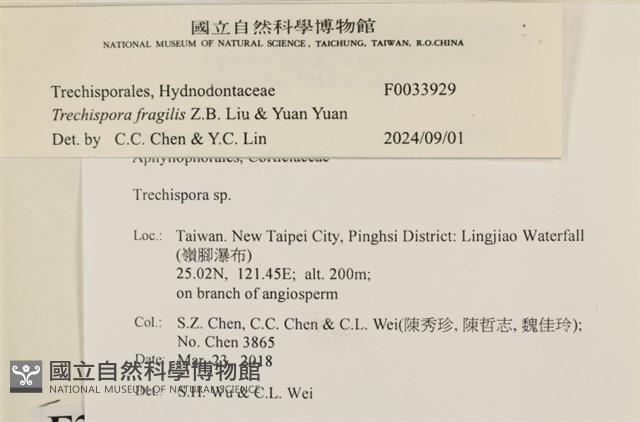 國立自然科學博物館
NATIONAL MUSEUM OF NATURAL SCIENCE, TAICHUNG, TAIWAN, R.O.CHINA
Trechisporales, Hydnodontaceae F0033929
Trechispora fragilis Z.B. Liu & Yuan Yuan
Det. by C.C. Chen & Y.C. Lin 2024/09/01
Aphyllophorales, Corticiaceae
Trechispora sp.
Loc.: Taiwan. New Taipei City, Pinghsi District: Lingjiao Waterfall
(嶺腳瀑布)
25.02N, 121.45E; alt. 200m;
on branch of angiosperm
Col.: S.Z. Chen, C.C. Chen & C.L. Wei(陳秀珍, 陳哲志, 魏佳玲);
No. Chen 3865
Date: Mar. 23, 2018
Det.: S.H. Wu & C.L. Wei
國立自然科學博物館
NATIONAL MUSEUM OF NATURAL SCIENCE